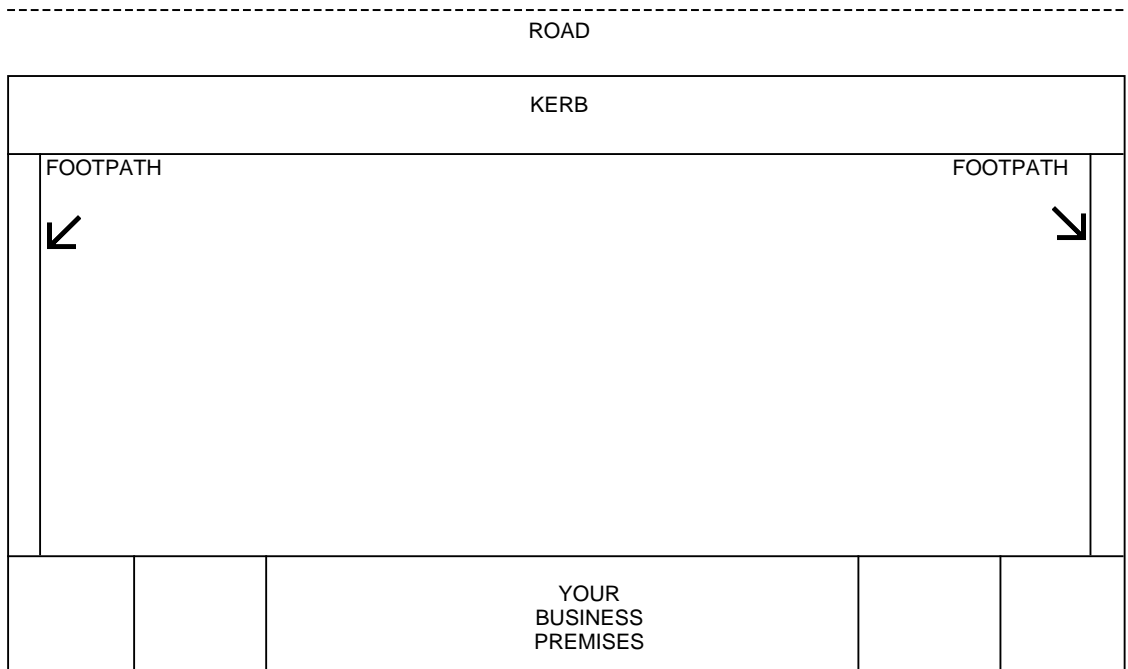 ROAD
KERB
FOOTPATH FOOTPATH
YOUR
BUSINESS
PREMISES